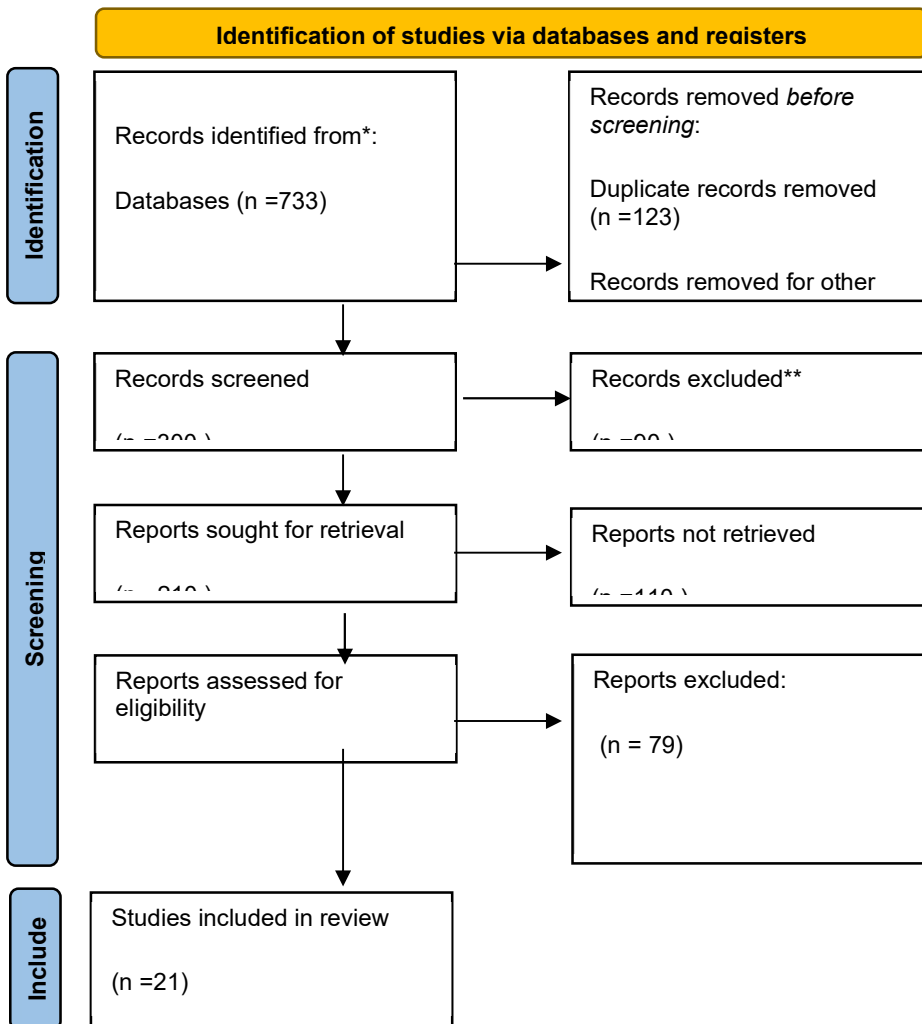 Identification of studies via databases and registers
Identification
Records identified from*:
Databases (n =733)
Records removed before
screening:
Duplicate records removed
(n =123)
Records removed for other
Screening
Records screened
Records excluded**
Reports sought for retrieval
Reports not retrieved
Reports assessed for
eligibility
Reports excluded:
(n = 79)
Include
Studies included in review
(n =21)